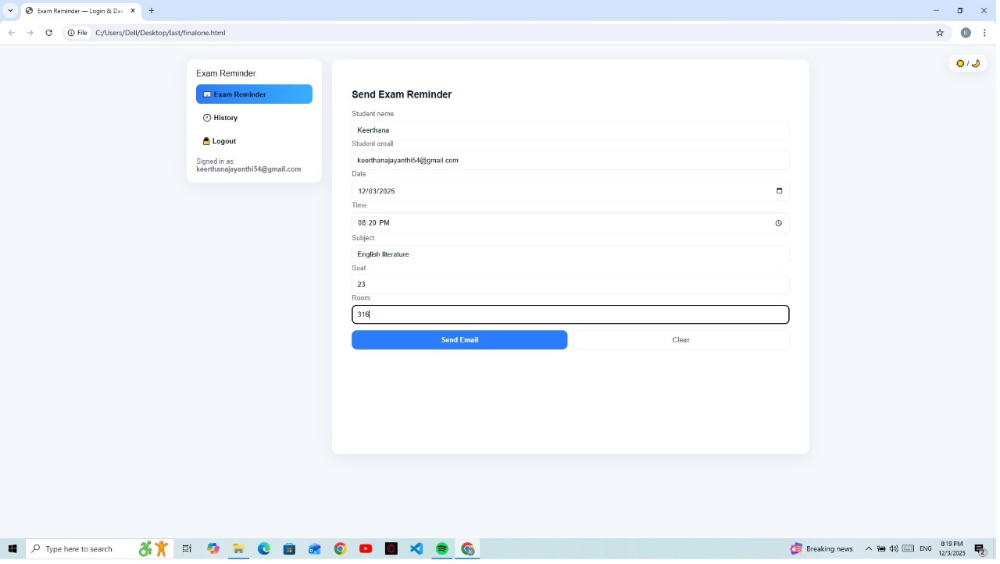 Exam Reminder — Login & Das
File
C:/Users/Dell/Desktop/last/finalone.html
K
Exam Reminder
Exam Reminder
History
Logout
Signed in as:
keerthanajayanthi54@gmail.com
/
Send Exam Reminder
Student name
Keerthana
Student email
keerthanajayanthi54@gmail.com
Date
12/03/2025
Time
08:20 PM
Subject
English literature
Seat
23
Room
316
Send Email
Clear
Type here to search
Breaking news
ENG
8:19 PM
12/3/2025
2